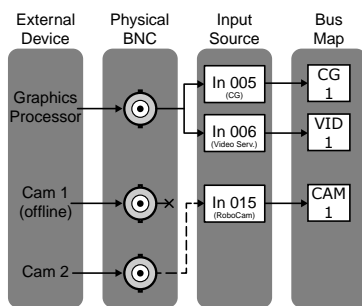 External Device
Physical BNC
Input Source
Bus Map
Graphics Processor
In 005
(CG)
CG 1
In 006
(Video Serv.)
VID 1
Cam 1 (offline)
In 015
(RoboCam)
CAM 1
Cam 2